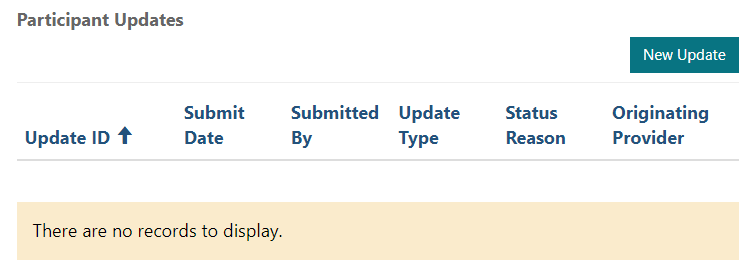 Participant Updates
New Update
Update ID
Submit Date
Submitted By
Update Type
Status Reason
Originating Provider
There are no records to display.